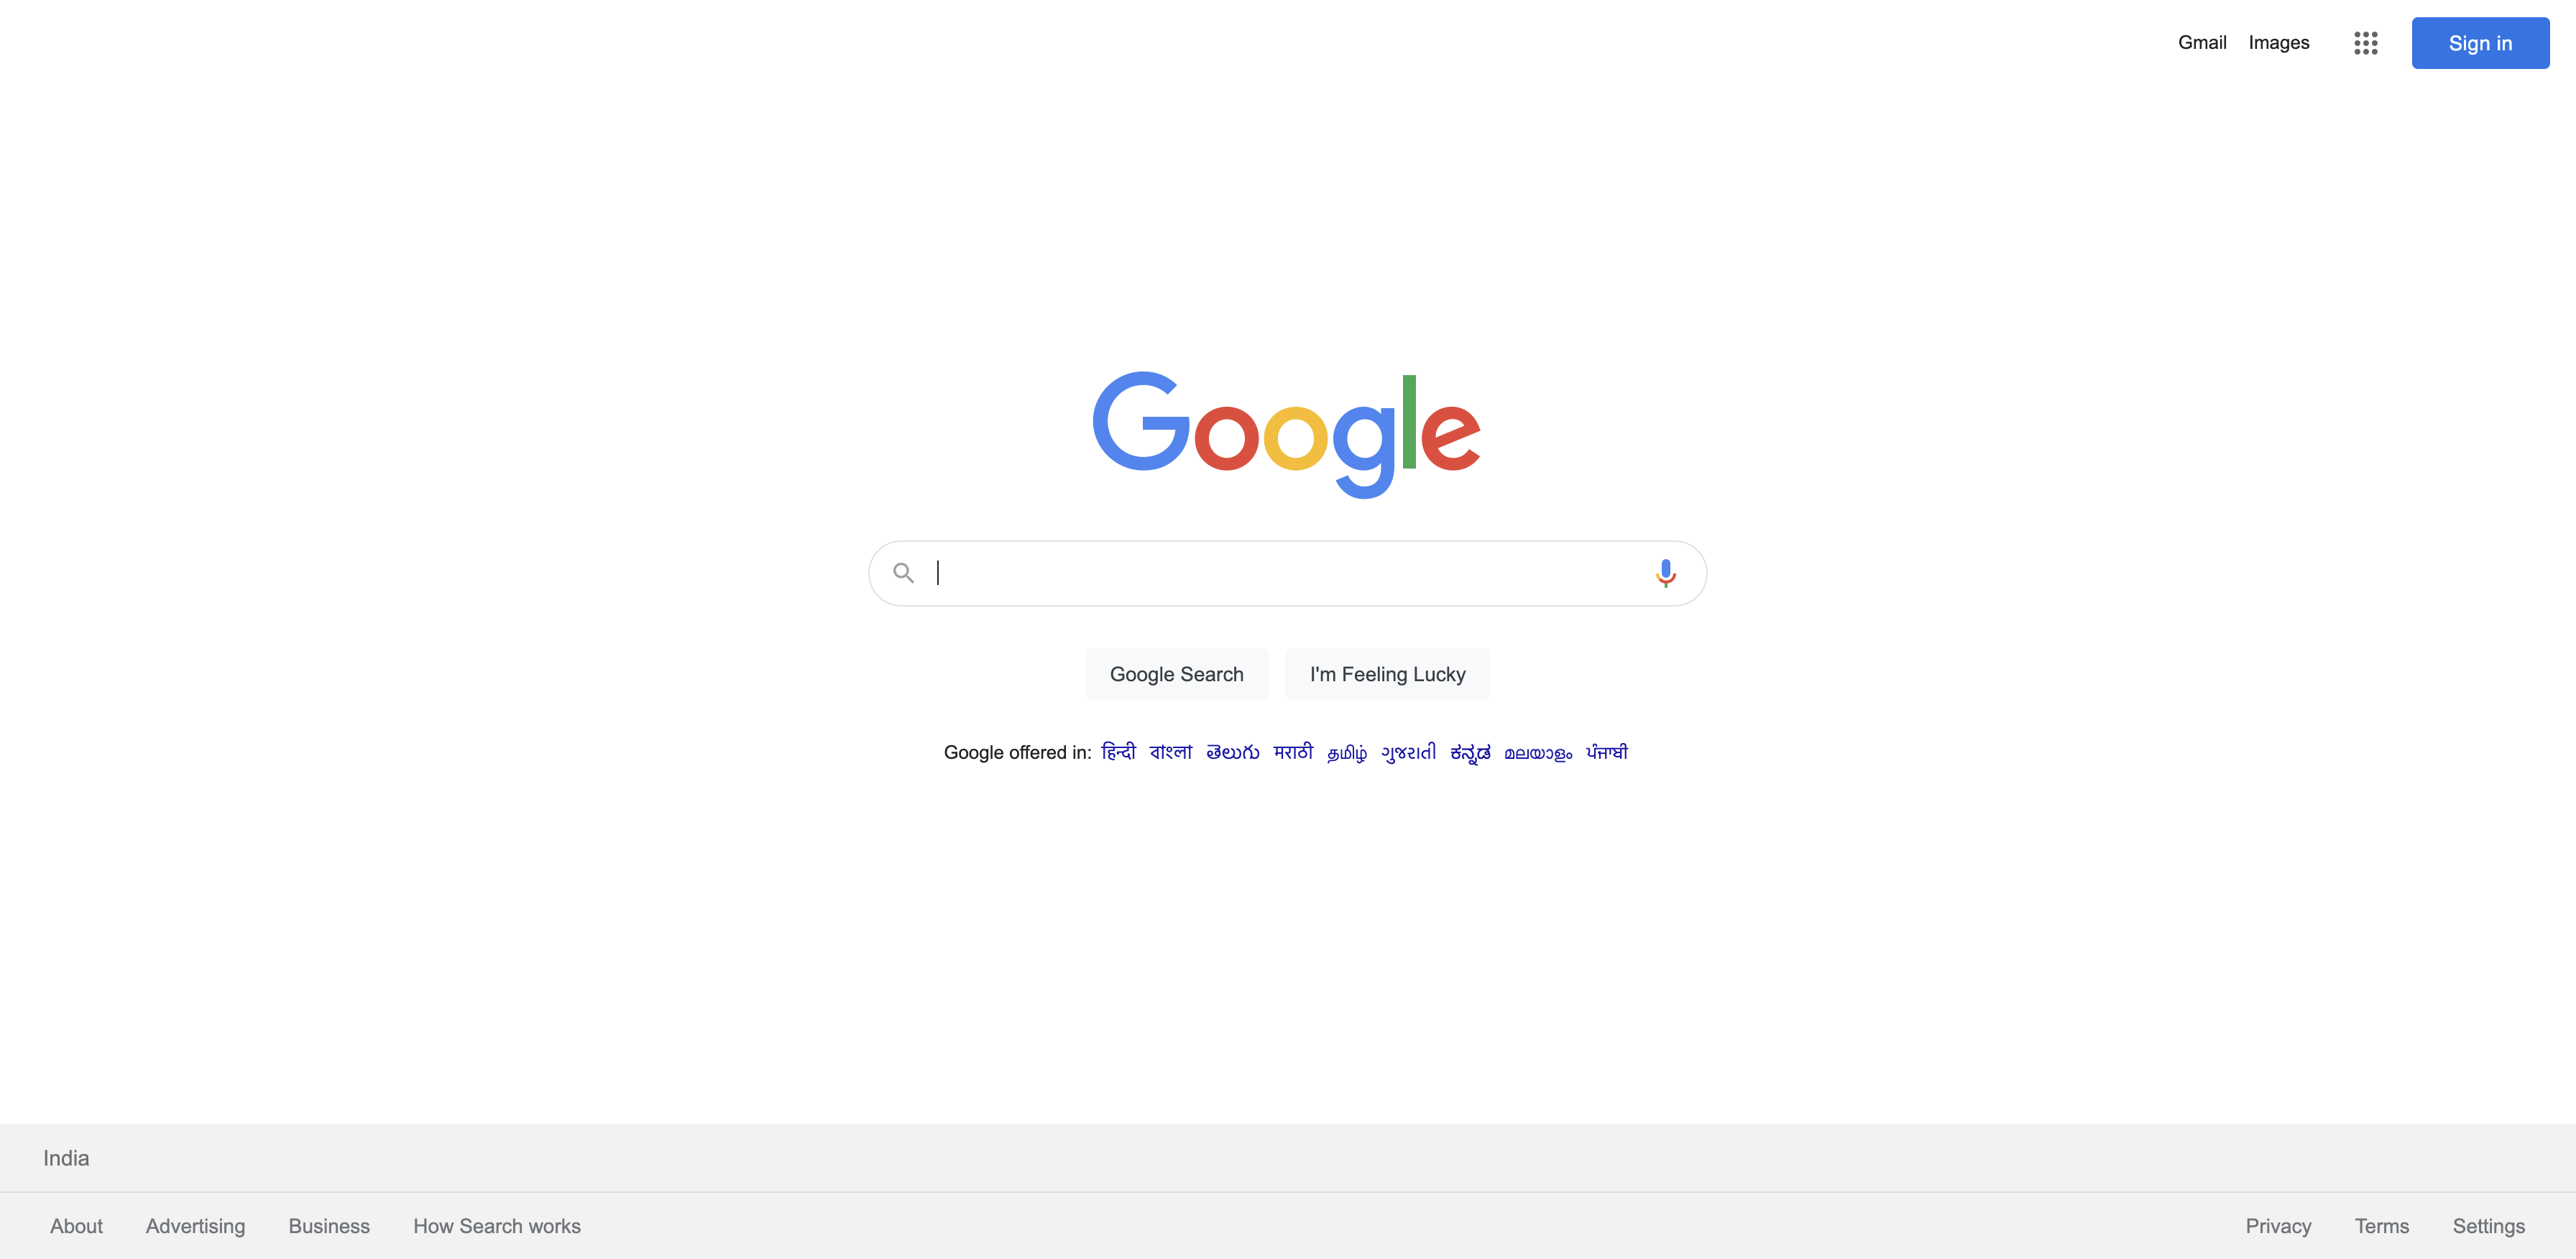 Gmail Images Sign in
Google
Google Search I'm Feeling Lucky
Google offered in: हिन्दी বাংলা తెలుగు मराठी தமிழ் ગુજરાતી ಕನ್ನಡ മലയാളം ਪੰਜਾਬੀ
India
About Advertising Business How Search works Privacy Terms Settings